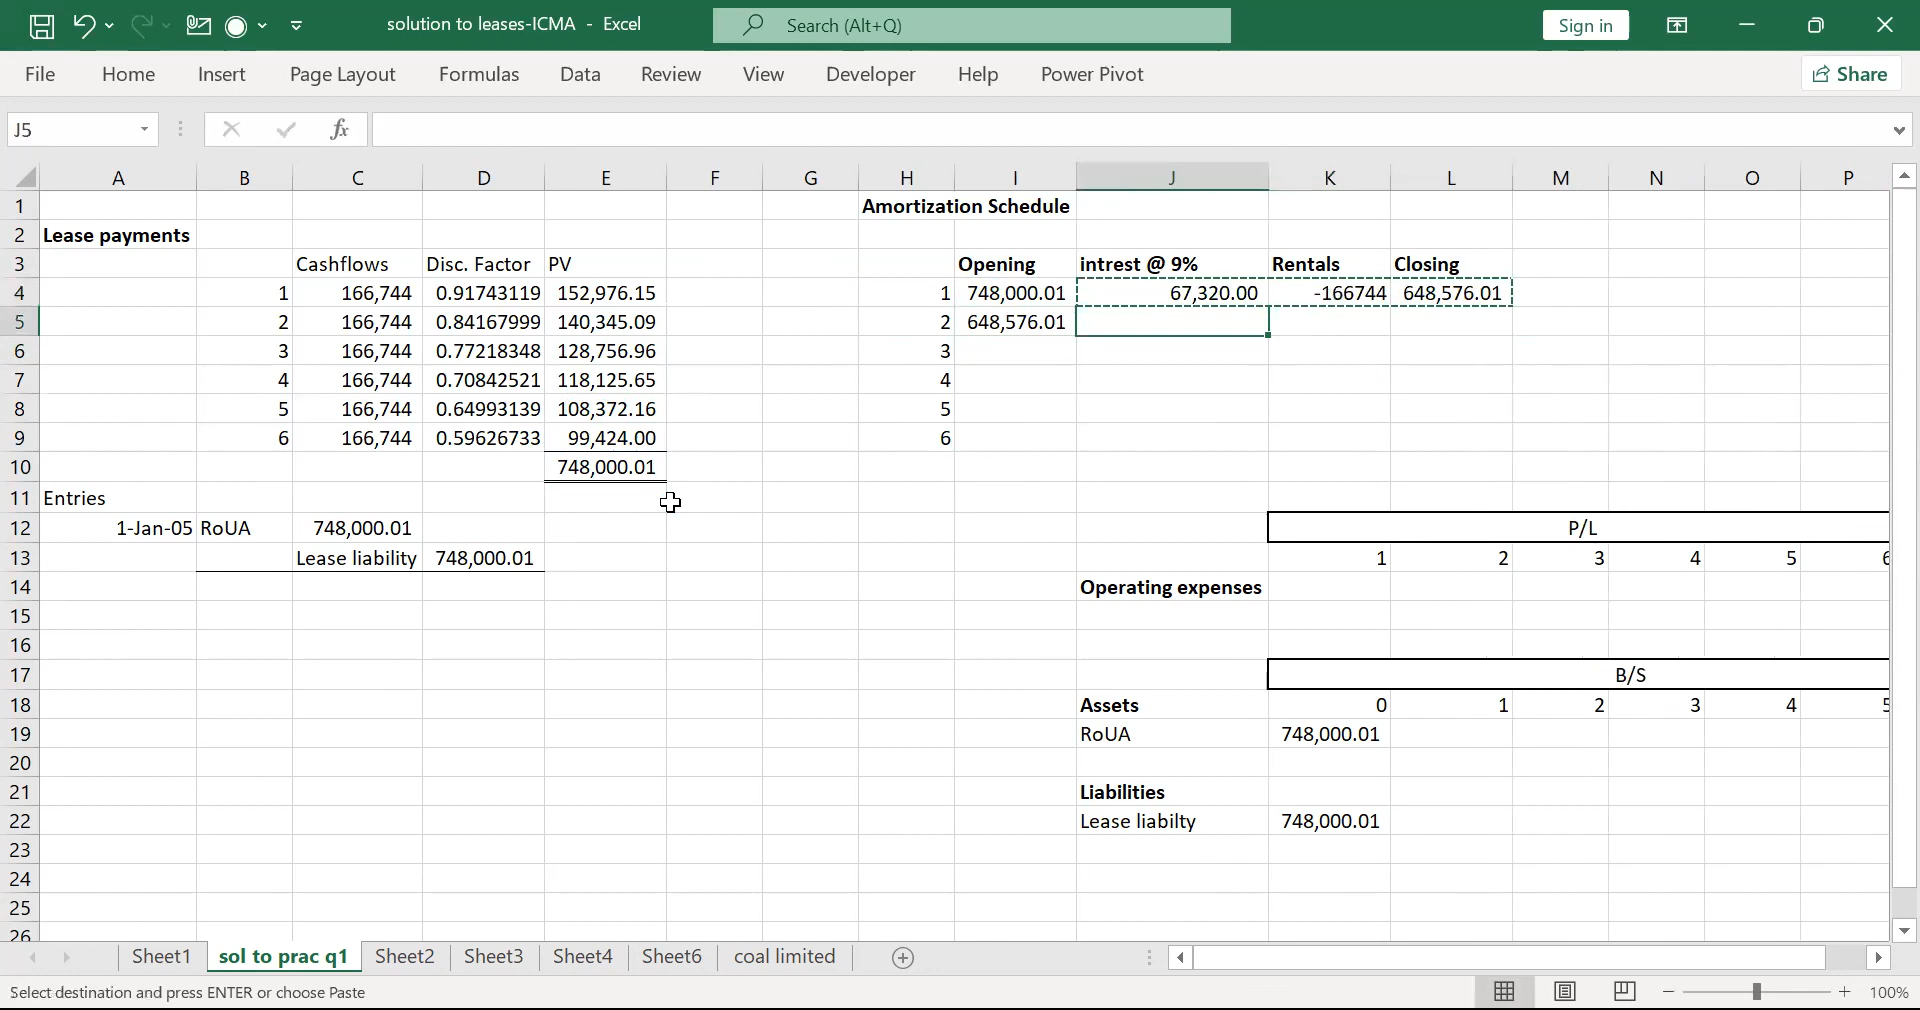 solution to leases-ICMA - Excel
Search (Alt+Q)
Sign in
File Home Insert Page Layout Formulas Data Review View Developer Help Power Pivot Share
J5 fx
A B C D E F G H I J K L M N O P
1 Amortization Schedule
2 Lease payments
3 Cashflows Disc. Factor PV Opening intrest @ 9% Rentals Closing
4 1 166,744 0.91743119 152,976.15 1 748,000.01 67,320.00 -166744 648,576.01
5 2 166,744 0.84167999 140,345.09 2 648,576.01
6 3 166,744 0.77218348 128,756.96 3
7 4 166,744 0.70842521 118,125.65 4
8 5 166,744 0.64993139 108,372.16 5
9 6 166,744 0.59626733 99,424.00 6
10 748,000.01
11 Entries
12 1-Jan-05 RoUA 748,000.01 P/L
13 Lease liability 748,000.01 1 2 3 4 5 6
14 Operating expenses
15
16
17 B/S
18 Assets 0 1 2 3 4 5
19 RoUA 748,000.01
20
21 Liabilities
22 Lease liabilty 748,000.01
23
24
25
26
Sheet1 sol to prac q1 Sheet2 Sheet3 Sheet4 Sheet6 coal limited
Select destination and press ENTER or choose Paste 100%